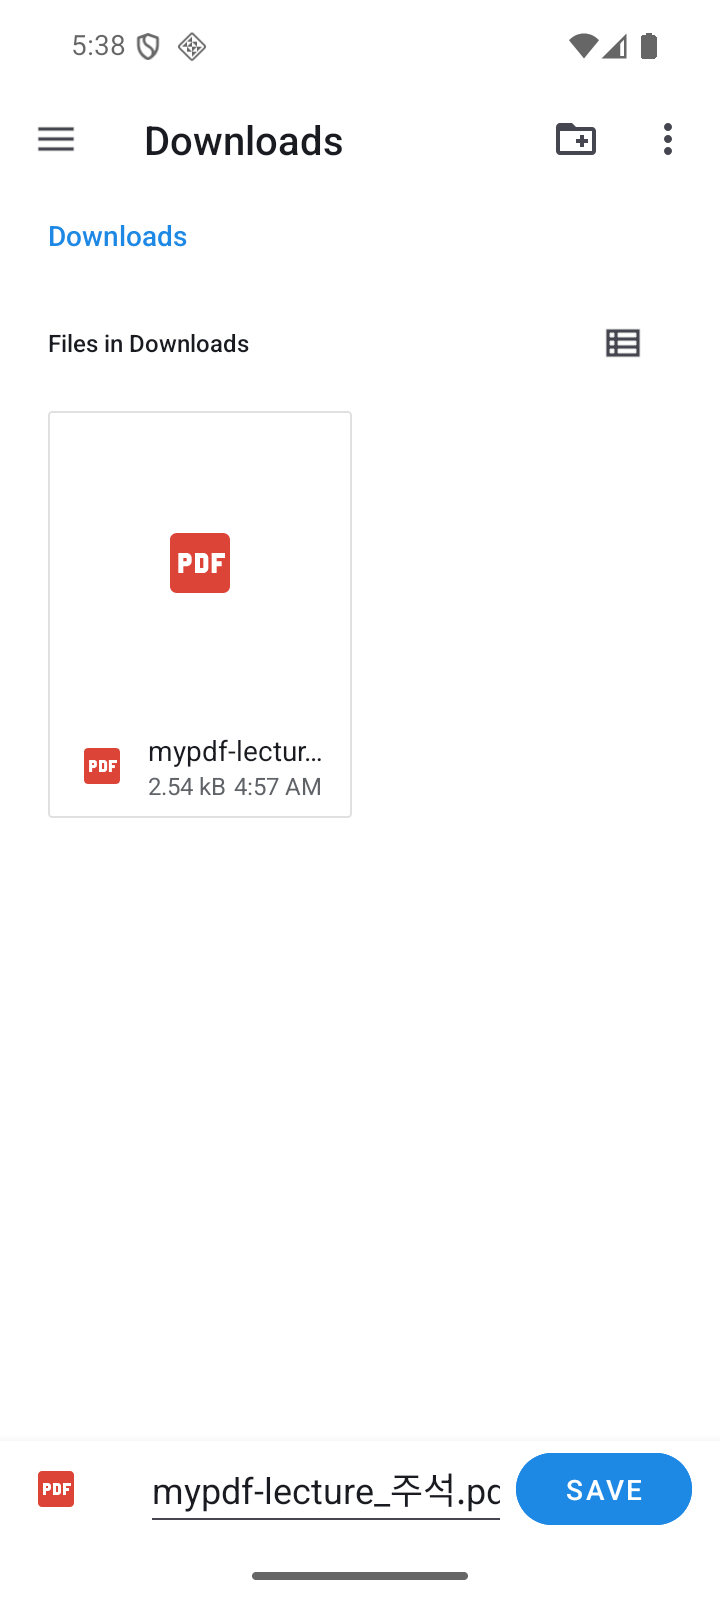 5:38
Downloads
Downloads
Files in Downloads
PDF
PDF
mypdf-lectur...
2.54 kB 4:57 AM
PDF
mypdf-lecture_주석.pd
SAVE